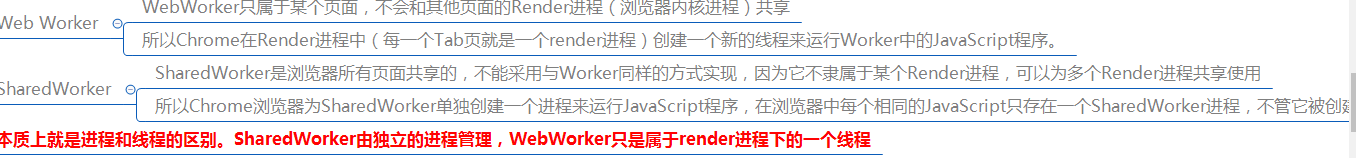 Web Worker
WebWorker只属于某个页面，不会和其他页面的Render进程（浏览器内核进程）共享
所以Chrome在Render进程中（每一个Tab页就是一个render进程）创建一个新的线程来运行Worker中的JavaScript程序。
SharedWorker
SharedWorker是浏览器所有页面共享的，不能采用与Worker同样的方式实现，因为它不隶属于某个Render进程，可以为多个Render进程共享使用
所以Chrome浏览器为SharedWorker单独创建一个进程来运行JavaScript程序，在浏览器中每个相同的JavaScript只存在一个SharedWorker进程，不管它被创建
本质上就是进程和线程的区别。SharedWorker由独立的进程管理，WebWorker只是属于render进程下的一个线程